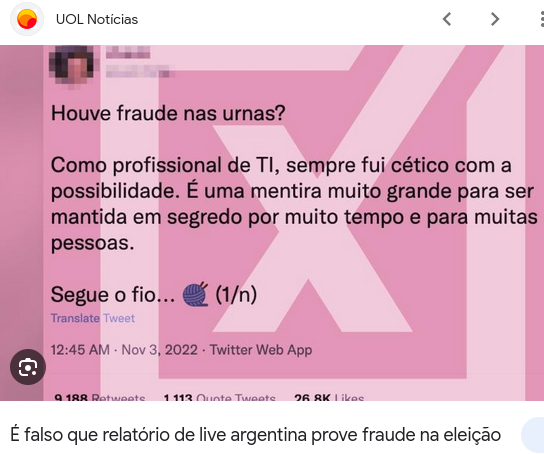 UOL Notícias
Houve fraude nas urnas?
Como profissional de TI, sempre fui cético com a
possibilidade. É uma mentira muito grande para ser
mantida em segredo por muito tempo e para muitas
pessoas.
Segue o fio... 🧶 (1/n)
Translate Tweet
12:45 AM · Nov 3, 2022 · Twitter Web App
9,188 Retweets 1,113 Quote Tweets 26.8K Likes
É falso que relatório de live argentina prove fraude na eleição